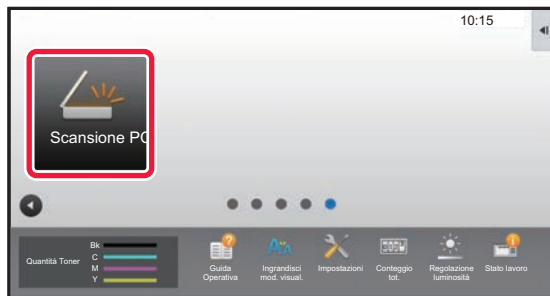 10:15
Scansione PC
Quantità Toner
Bk
C
M
Y
Guida
Operativa
Ingrandisci
mod. visual.
Impostazioni
Conteggio
tot.
Regolazione
luminosità
Stato lavoro